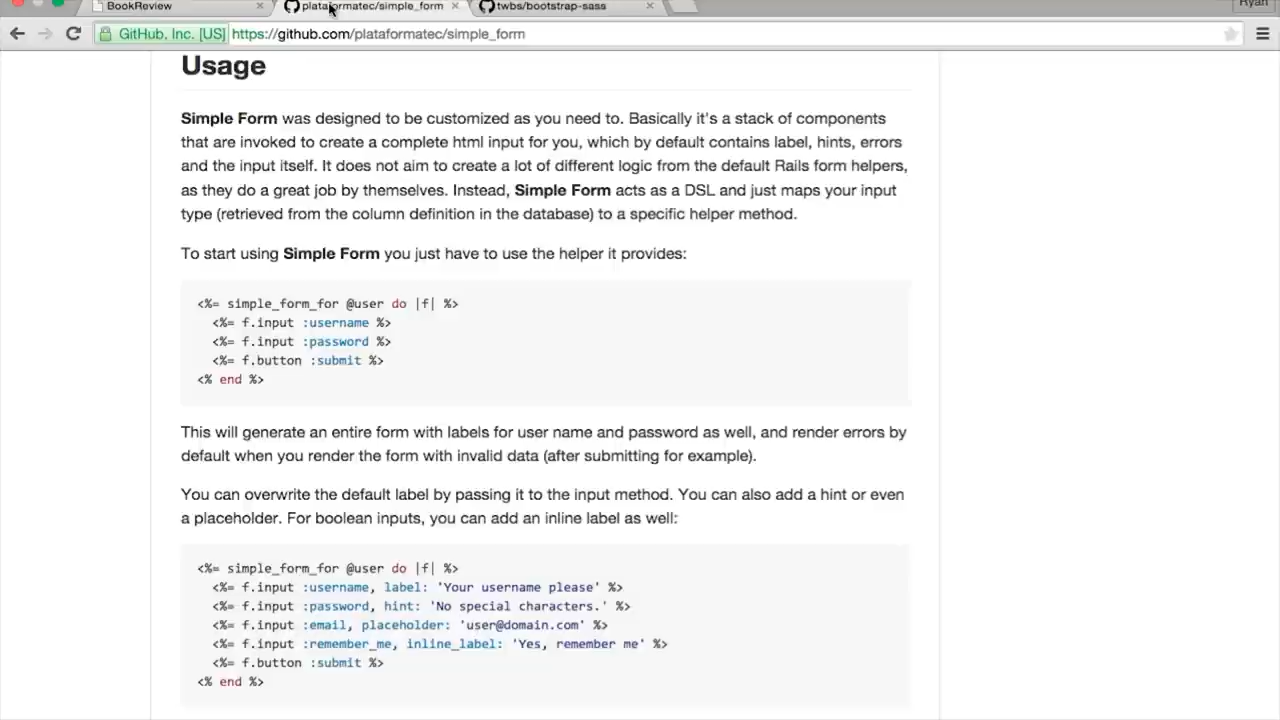 BookReview
plataformatec/simple_form
twbs/bootstrap-sass
Ryan
GitHub, Inc. [US] https://github.com/plataformatec/simple_form
Usage
Simple Form was designed to be customized as you need to. Basically it's a stack of components
that are invoked to create a complete html input for you, which by default contains label, hints, errors
and the input itself. It does not aim to create a lot of different logic from the default Rails form helpers,
as they do a great job by themselves. Instead, Simple Form acts as a DSL and just maps your input
type (retrieved from the column definition in the database) to a specific helper method.
To start using Simple Form you just have to use the helper it provides:
<%= simple_form_for @user do |f| %>
<%= f.input :username %>
<%= f.input :password %>
<%= f.button :submit %>
<% end %>
This will generate an entire form with labels for user name and password as well, and render errors by
default when you render the form with invalid data (after submitting for example).
You can overwrite the default label by passing it to the input method. You can also add a hint or even
a placeholder. For boolean inputs, you can add an inline label as well:
<%= simple_form_for @user do |f| %>
<%= f.input :username, label: 'Your username please' %>
<%= f.input :password, hint: 'No special characters.' %>
<%= f.input :email, placeholder: 'user@domain.com' %>
<%= f.input :remember_me, inline_label: 'Yes, remember me' %>
<%= f.button :submit %>
<% end %>